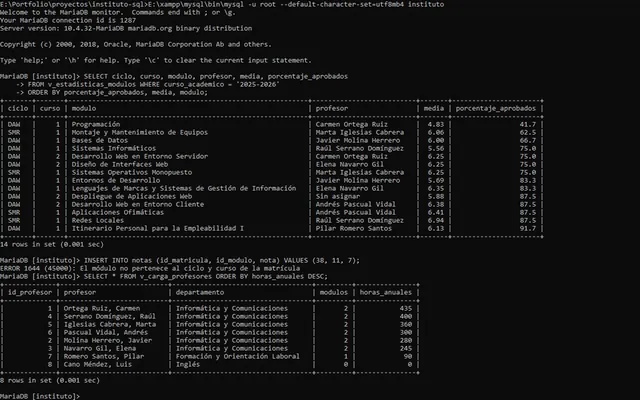 E:\Portfolio\proyectos\instituto-sql>E:\xampp\mysql\bin\mysql -u root --default-character-set=utf8mb4 instituto
Welcome to the MariaDB monitor.  Commands end with ; or \g.
Your MariaDB connection id is 1287
Server version: 10.4.32-MariaDB mariadb.org binary distribution

Copyright (c) 2000, 2018, Oracle, MariaDB Corporation Ab and others.

Type 'help;' or '\h' for help. Type '\c' to clear the current input statement.

MariaDB [instituto]> SELECT ciclo, curso, modulo, profesor, media, porcentaje_aprobados
    -> FROM v_estadisticas_modulos WHERE curso_academico = '2025-2026'
    -> ORDER BY porcentaje_aprobados, media, modulo;
| ciclo | curso | modulo | profesor | media | porcentaje_aprobados |
| DAW | 1 | Programación | Carmen Ortega Ruiz | 4.83 | 41.7 |
| SMR | 1 | Montaje y Mantenimiento de Equipos | Marta Iglesias Cabrera | 6.06 | 62.5 |
| DAW | 1 | Bases de Datos | Javier Molina Herrero | 6.00 | 66.7 |
| DAW | 1 | Sistemas Informáticos | Raúl Serrano Domínguez | 5.56 | 75.0 |
| DAW | 2 | Desarrollo Web en Entorno Servidor | Carmen Ortega Ruiz | 6.25 | 75.0 |
| DAW | 2 | Diseño de Interfaces Web | Elena Navarro Gil | 6.25 | 75.0 |
| SMR | 1 | Sistemas Operativos Monopuesto | Marta Iglesias Cabrera | 6.25 | 75.0 |
| DAW | 1 | Entornos de Desarrollo | Javier Molina Herrero | 5.69 | 83.3 |
| DAW | 1 | Lenguajes de Marcas y Sistemas de Gestión de Información | Elena Navarro Gil | 6.35 | 83.3 |
| DAW | 2 | Despliegue de Aplicaciones Web | Sin asignar | 5.88 | 87.5 |
| DAW | 2 | Desarrollo Web en Entorno Cliente | Andrés Pascual Vidal | 6.38 | 87.5 |
| SMR | 1 | Aplicaciones Ofimáticas | Andrés Pascual Vidal | 6.41 | 87.5 |
| SMR | 1 | Redes Locales | Raúl Serrano Domínguez | 6.94 | 87.5 |
| DAW | 1 | Itinerario Personal para la Empleabilidad I | Pilar Romero Santos | 6.13 | 91.7 |
14 rows in set (0.001 sec)

MariaDB [instituto]> INSERT INTO notas (id_matricula, id_modulo, nota) VALUES (38, 11, 7);
ERROR 1644 (45000): El módulo no pertenece al ciclo y curso de la matrícula
MariaDB [instituto]> SELECT * FROM v_carga_profesores ORDER BY horas_anuales DESC;
| id_profesor | profesor | departamento | modulos | horas_anuales |
| 1 | Ortega Ruiz, Carmen | Informática y Comunicaciones | 2 | 435 |
| 4 | Serrano Domínguez, Raúl | Informática y Comunicaciones | 2 | 400 |
| 5 | Iglesias Cabrera, Marta | Informática y Comunicaciones | 2 | 360 |
| 6 | Pascual Vidal, Andrés | Informática y Comunicaciones | 2 | 300 |
| 2 | Molina Herrero, Javier | Informática y Comunicaciones | 2 | 280 |
| 3 | Navarro Gil, Elena | Informática y Comunicaciones | 2 | 245 |
| 7 | Romero Santos, Pilar | Formación y Orientación Laboral | 1 | 90 |
| 8 | Cano Méndez, Luis | Inglés | 0 | 0 |
8 rows in set (0.001 sec)

MariaDB [instituto]>